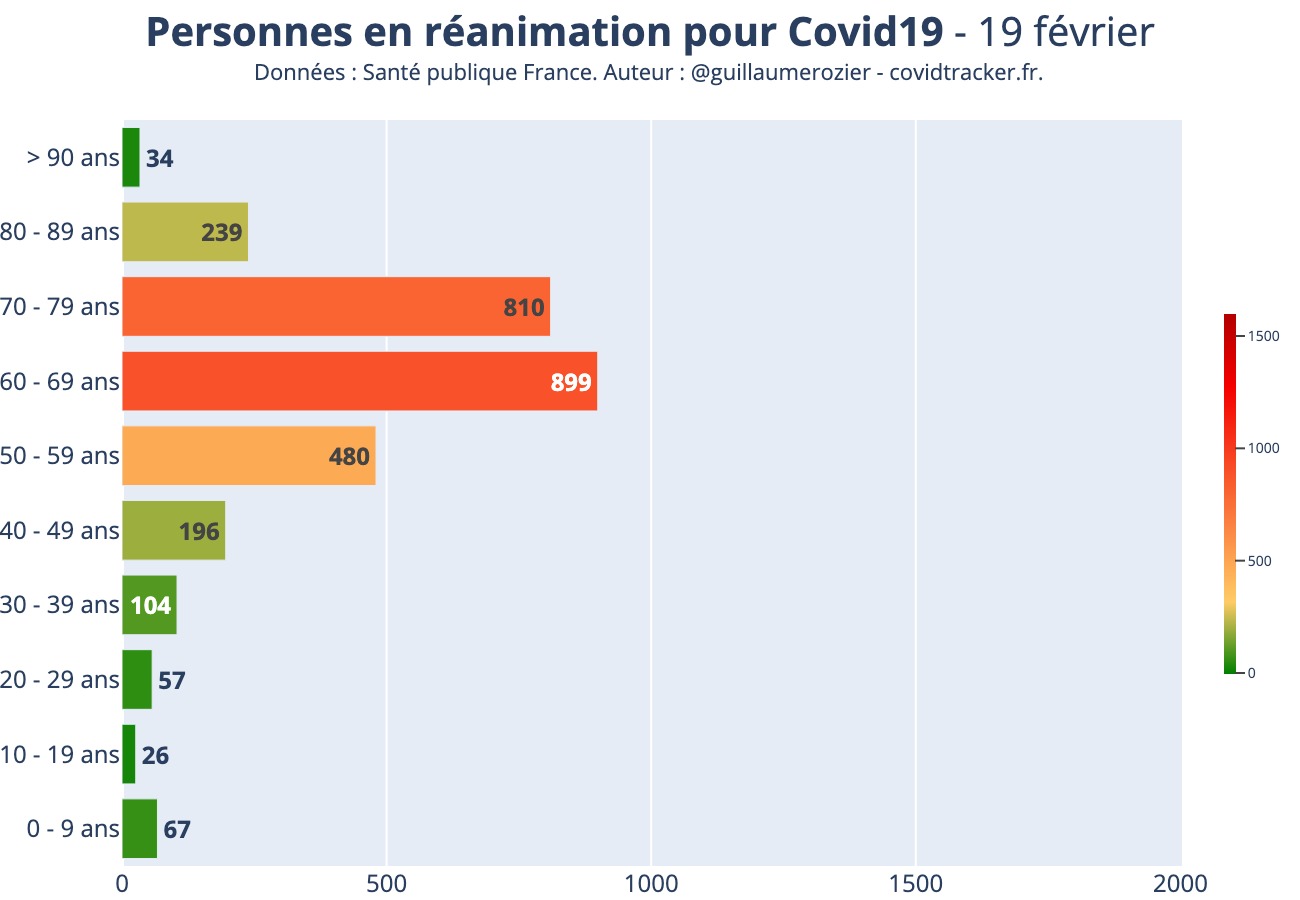 Personnes en réanimation pour Covid19 - 19 février
Données : Santé publique France. Auteur : @guillaumerozier - covidtracker.fr.
> 90 ans 34
80 - 89 ans 239
70 - 79 ans 810
60 - 69 ans 899
50 - 59 ans 480
40 - 49 ans 196
30 - 39 ans 104
20 - 29 ans 57
10 - 19 ans 26
0 - 9 ans 67
0 500 1000 1500 2000
1500
1000
500
0